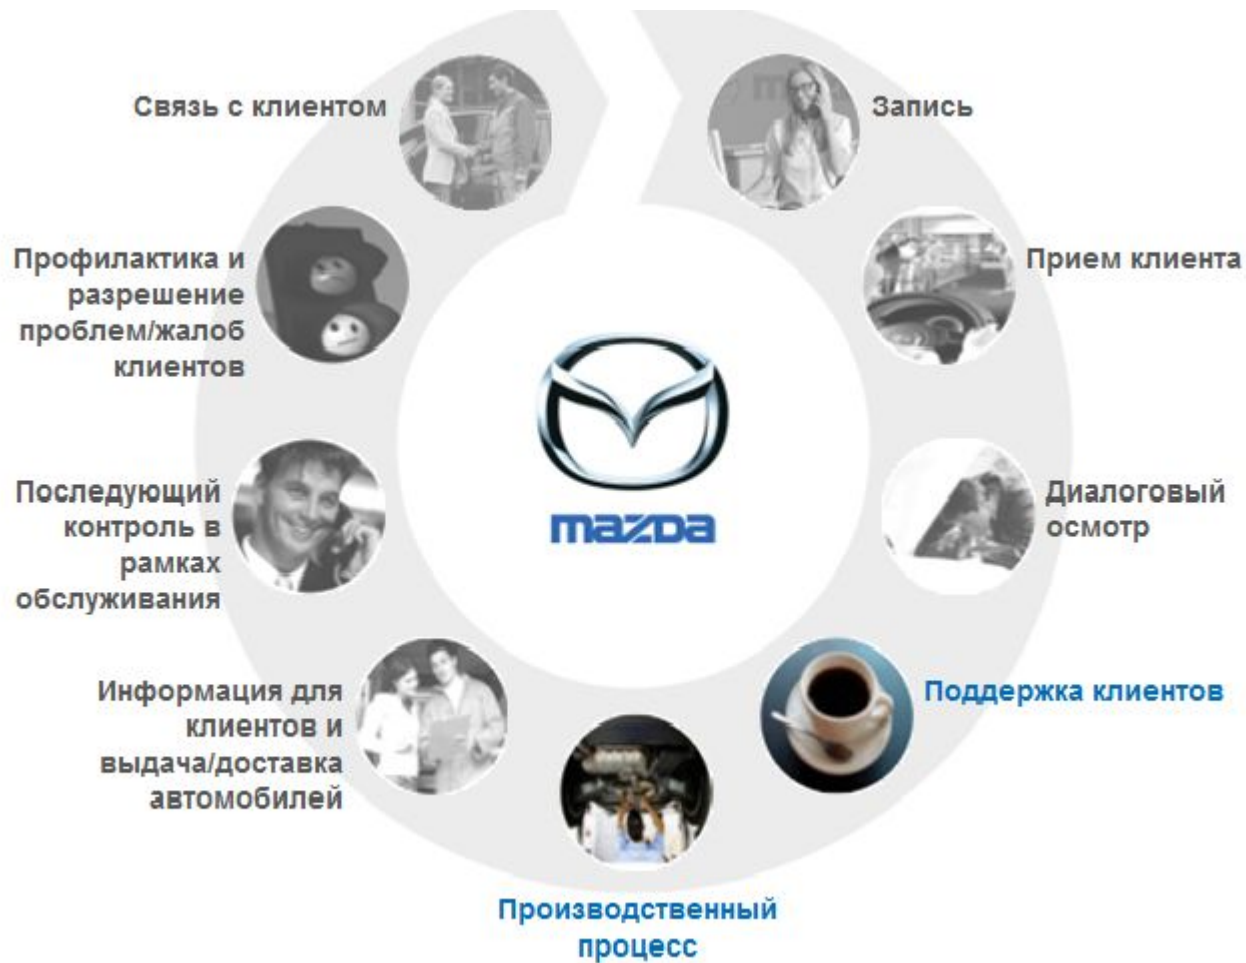 Связь с клиентом
Запись
Профилактика и
разрешение
проблем/жалоб
клиентов
Прием клиента
mazda
Последующий
контроль в
рамках
обслуживания
Диалоговый
осмотр
Информация для
клиентов и
выдача/доставка
автомобилей
Поддержка клиентов
Производственный
процесс